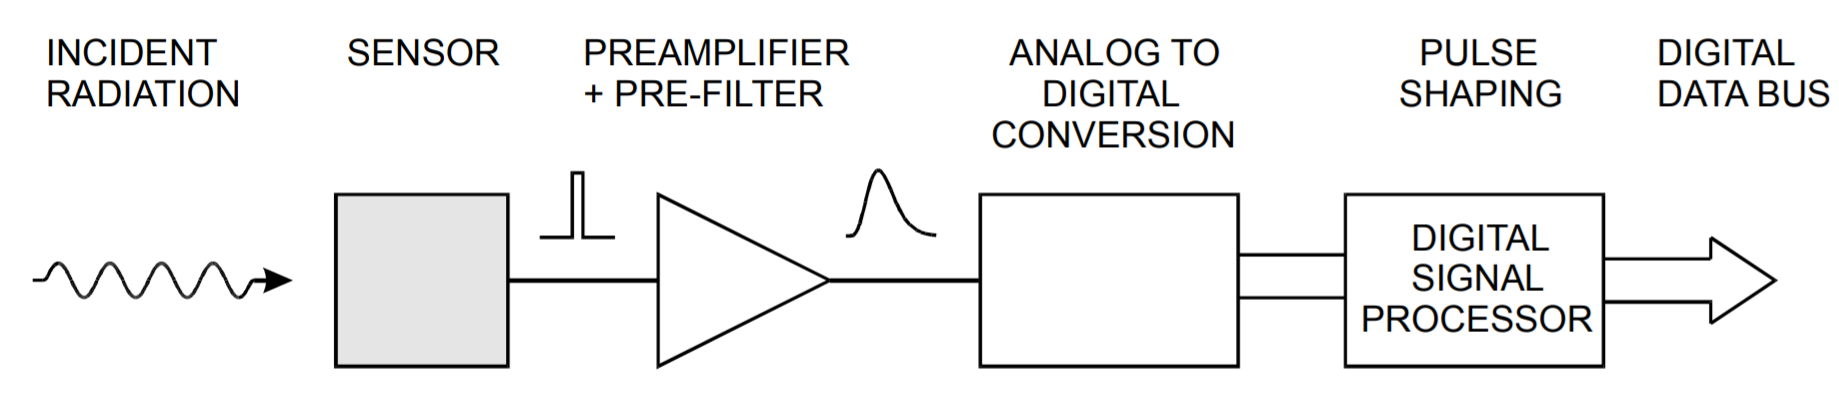 INCIDENT
RADIATION
SENSOR
PREAMPLIFIER
+ PRE-FILTER
ANALOG TO
DIGITAL
CONVERSION
PULSE
SHAPING
DIGITAL
DATA BUS
DIGITAL
SIGNAL
PROCESSOR